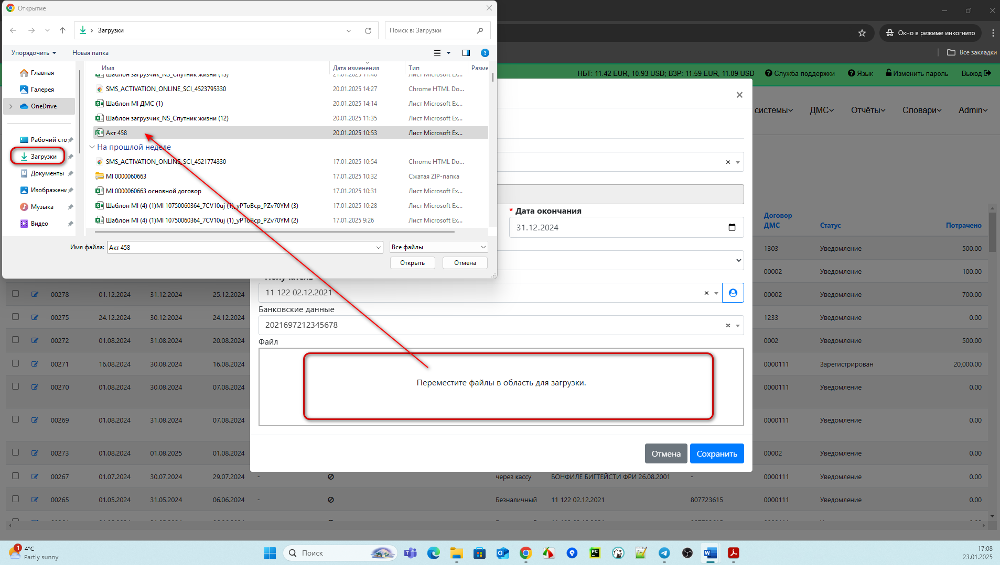 Открытие
Загрузки
Поиск в: Загрузки
Окно в режиме инкогнито
Упорядочить
Новая папка
Все закладки
Главная
Галерея
OneDrive
Рабочий сто
Загрузки
Документы
Изображени
Музыка
Видео
Имя Дата изменения Тип Разме
Шаблон загрузчик_NS_Спутник жизни (13) 21.01.2025 11:46 Лист Microsoft Ex...
SMS_ACTIVATION_ONLINE_SCI_4523795330 20.01.2025 14:27 Chrome HTML Do...
Шаблон MI ДМС (1) 20.01.2025 14:14 Лист Microsoft Ex...
Шаблон загрузчик_NS_Спутник жизни (12) 20.01.2025 11:35 Лист Microsoft Ex...
Акт 458 20.01.2025 10:53 Лист Microsoft Ex...
На прошлой неделе
SMS_ACTIVATION_ONLINE_SCI_4521774330 17.01.2025 10:54 Chrome HTML Do...
MI 0000060663 17.01.2025 10:32 Сжатая ZIP-папка
MI 0000060663 основной договор 17.01.2025 10:31 Лист Microsoft Ex...
Шаблон MI (4) (1)MI 10750060364_7CV10uj (1)_yPToBcp_PZv70YM (3) 17.01.2025 10:28 Лист Microsoft Ex...
Шаблон MI (4) (1)MI 10750060364_7CV10uj (1)_yPToBcp_PZv70YM (2) 17.01.2025 9:26 Лист Microsoft Ex...
Имя файла: Акт 458 Все файлы
Открыть Отмена
НБТ: 11.42 EUR, 10.93 USD; ВЗР: 11.59 EUR, 11.09 USD Служба поддержки Язык Изменить пароль Выход
системы ДМС Отчёты Словари Admin
* Дата окончания
31.12.2024
Получатель
11 122 02.12.2021
Банковские данные
2021697212345678
Файл
Переместите файлы в область для загрузки.
Отмена Сохранить
Договор ДМС Статус Потрачено
1303 Уведомление 500.00
00002 Уведомление 100.00
00278 01.12.2024 31.12.2024 25.12.2024 00002 Уведомление 700.00
00275 24.12.2024 30.12.2024 24.12.2024 1233 Уведомление 0.00
00272 01.08.2024 31.08.2024 20.08.2024 0002 Уведомление 500.00
00271 16.08.2024 30.08.2024 16.08.2024 0000111 Зарегистрирован 20,000.00
00270 01.08.2024 30.08.2024 07.08.2024 0000111 Уведомление 0.00
00269 01.08.2024 31.08.2024 07.08.2024 0000111 Уведомление 0.00
00273 01.08.2024 01.08.2025 01.08.2024 00002 Уведомление 0.00
00267 01.07.2024 30.07.2024 29.07.2024 - через кассу БОНФИЛЕ БИГТЕЙСТИ ФРИ 26.08.2001 - 0000111 Уведомление 0.00
00265 01.05.2024 31.05.2024 06.06.2024 - Безналичный 11 122 02.12.2021 807723615 0000111 Уведомление 0.00
1
4°C
Partly sunny
Поиск
PC
17:08
23.01.2025